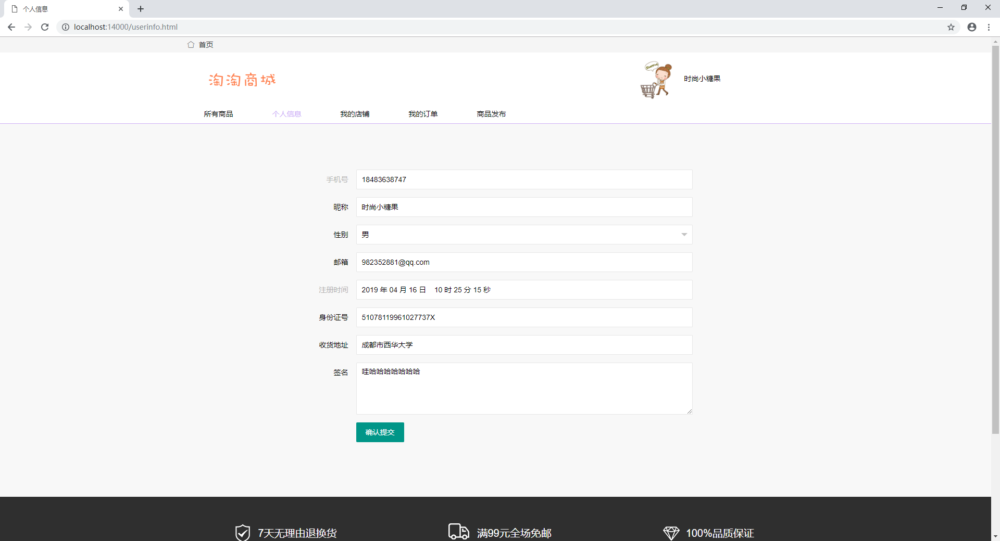 个人信息
localhost:14000/userinfo.html
首页
淘淘商城
时尚小糖果
所有商品 个人信息 我的店铺 我的订单 商品发布
手机号 18483638747
昵称 时尚小糖果
性别 男
邮箱 982352881@qq.com
注册时间 2019 年 04 月 16 日 10 时 25 分 15 秒
身份证号 51078119961027737X
收货地址 成都市西华大学
签名 哇哈哈哈哈哈哈哈
确认提交
7天无理由退换货 满99元全场免邮 100%品质保证